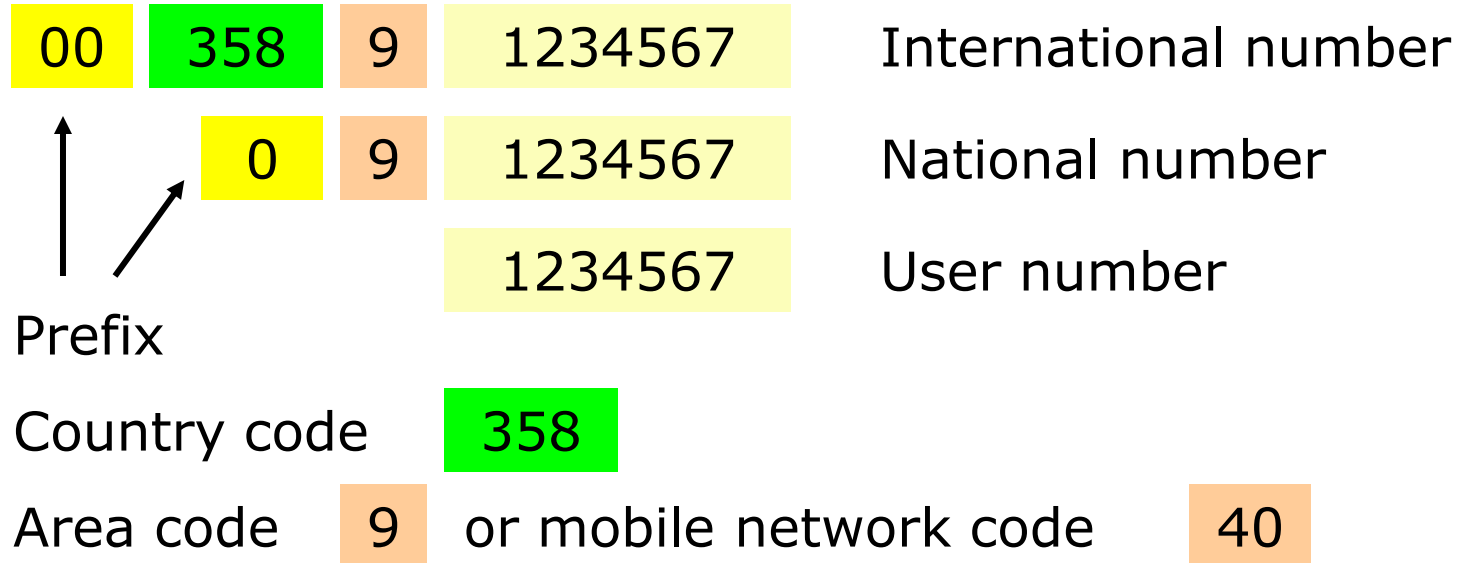 00 358 9 1234567 International number
0 9 1234567 National number
1234567 User number
Prefix
Country code 358
Area code 9 or mobile network code 40